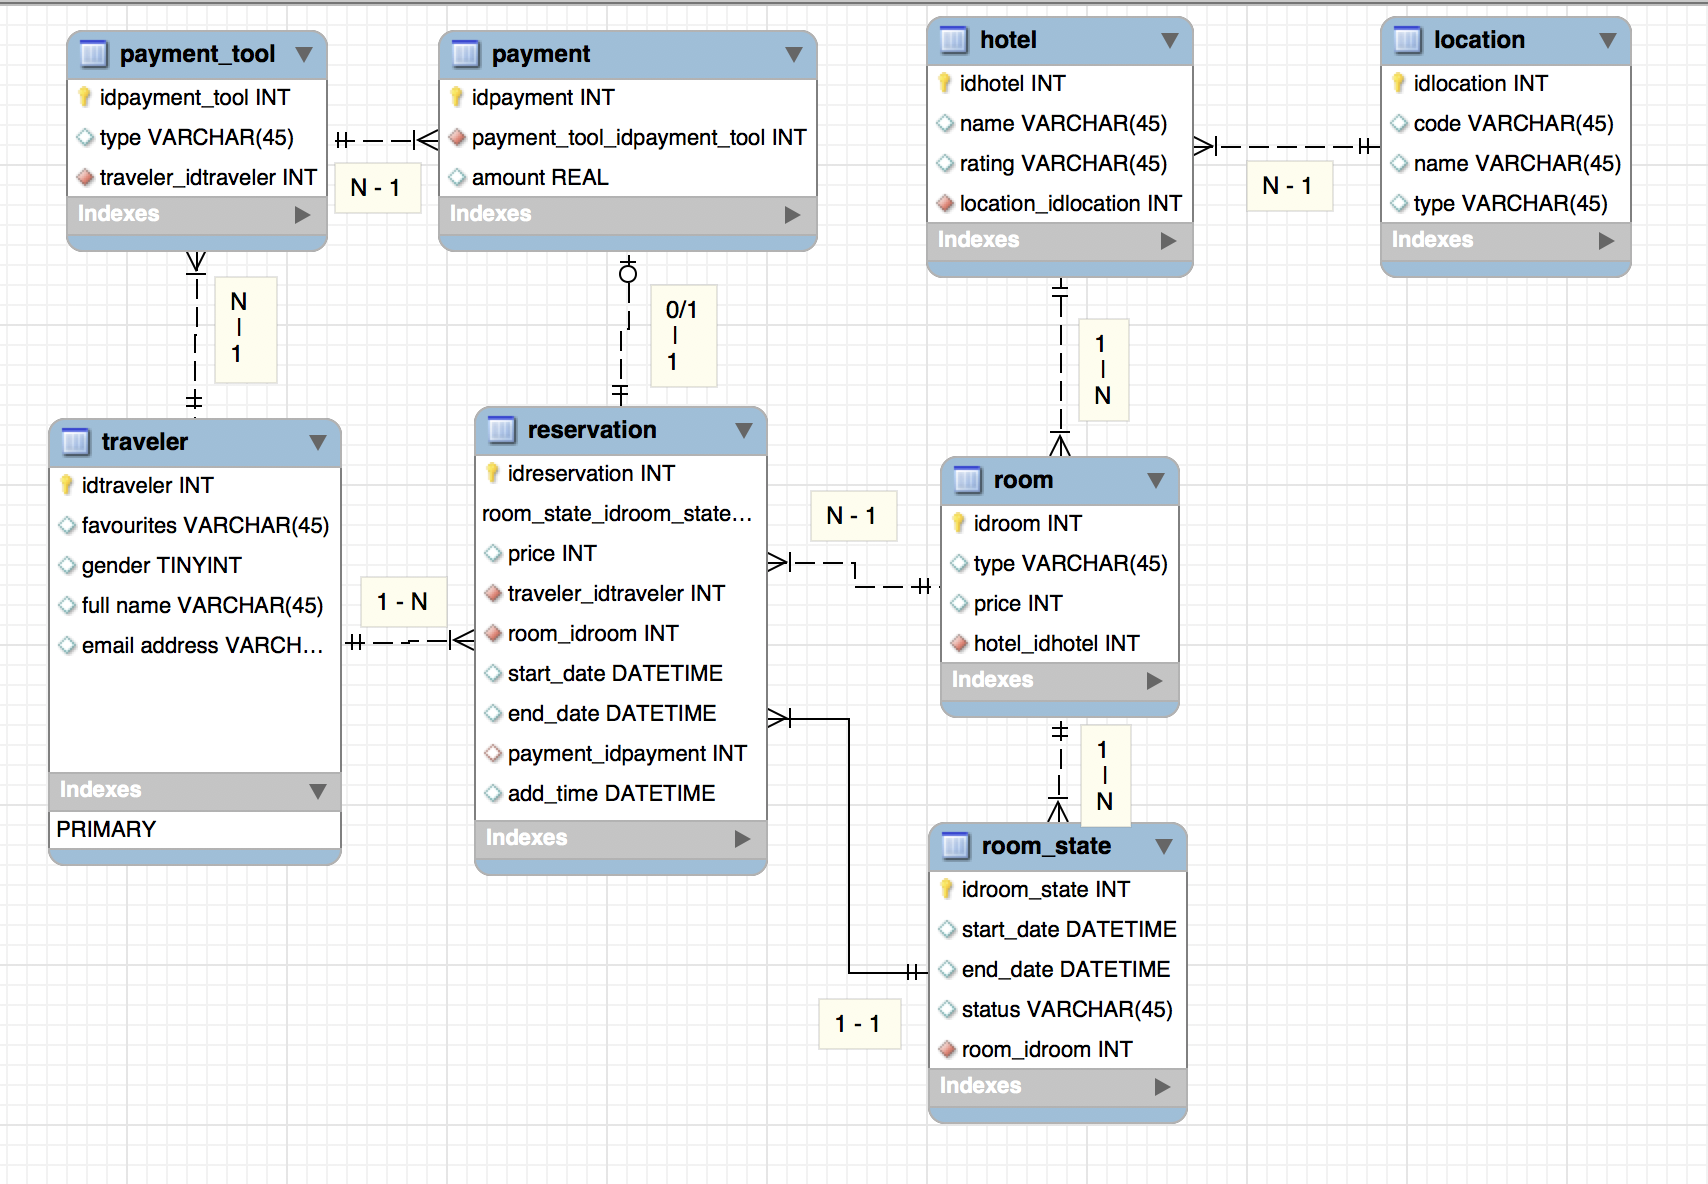 payment_tool
idpayment_tool INT
type VARCHAR(45)
traveler_idtraveler INT
Indexes
N - 1
payment
idpayment INT
payment_tool_idpayment_tool INT
amount REAL
Indexes
hotel
idhotel INT
name VARCHAR(45)
rating VARCHAR(45)
location_idlocation INT
Indexes
N - 1
location
idlocation INT
code VARCHAR(45)
name VARCHAR(45)
type VARCHAR(45)
Indexes
N
|
1
0/1
|
1
1
|
N
traveler
idtraveler INT
favourites VARCHAR(45)
gender TINYINT
full name VARCHAR(45)
email address VARCH...
Indexes
PRIMARY
1 - N
reservation
idreservation INT
room_state_idroom_state...
price INT
traveler_idtraveler INT
room_idroom INT
start_date DATETIME
end_date DATETIME
payment_idpayment INT
add_time DATETIME
Indexes
N - 1
room
idroom INT
type VARCHAR(45)
price INT
hotel_idhotel INT
Indexes
1
|
N
room_state
idroom_state INT
start_date DATETIME
end_date DATETIME
status VARCHAR(45)
room_idroom INT
Indexes
1 - 1